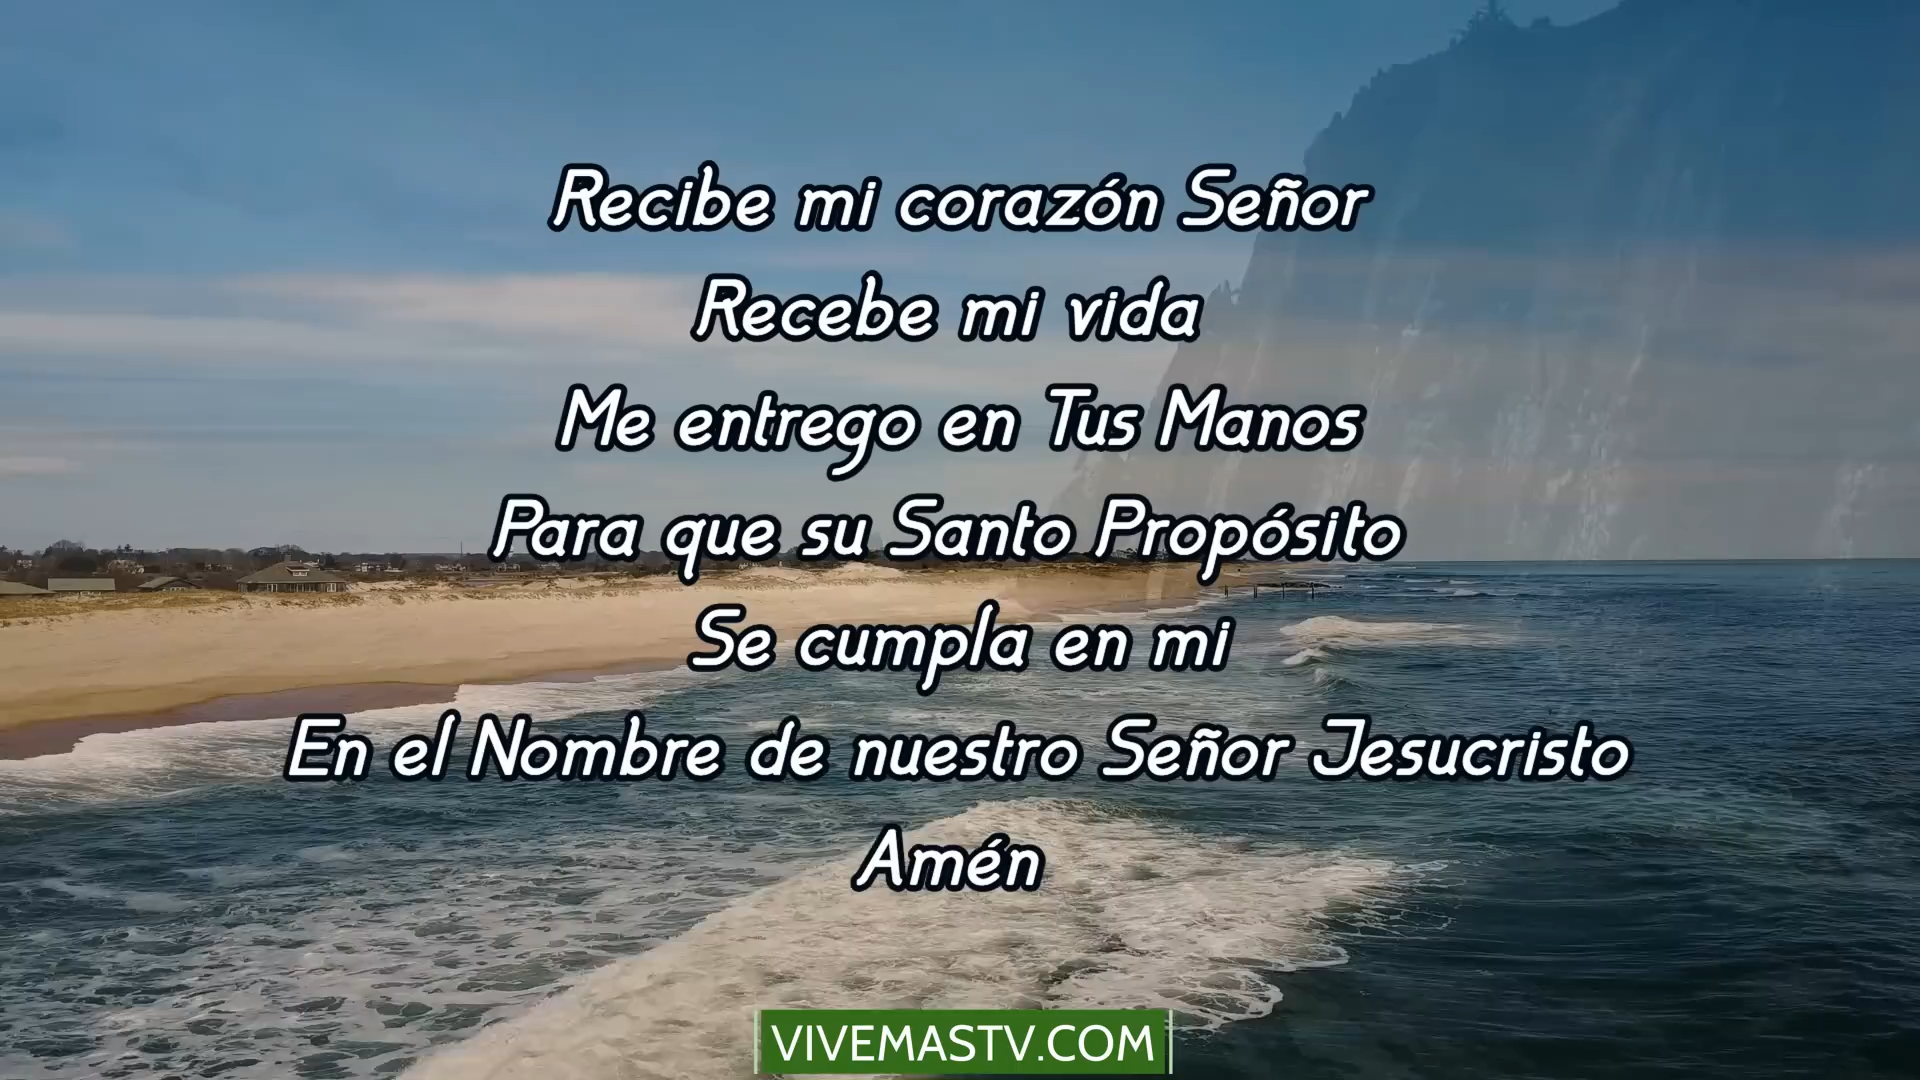 Recibe mi corazón Señor
Recebe mi vida
Me entrego en Tus Manos
Para que su Santo Propósito
Se cumpla en mi
En el Nombre de nuestro Señor Jesucristo
Amén
VIVEMASTV.COM